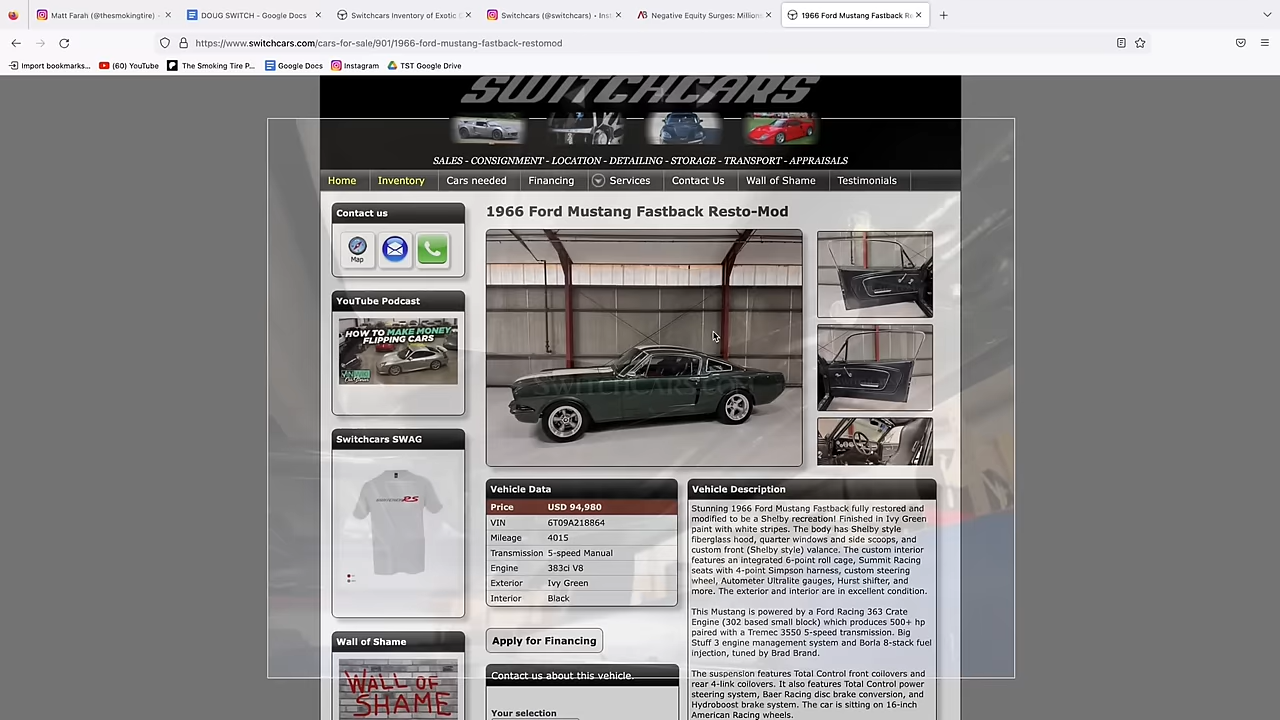 Matt Farah (@thesmokingtire) •
DOUG SWITCH - Google Docs
Switchcars Inventory of Exotic E
Switchcars (@switchcars) • Inst
Negative Equity Surges: Million
1966 Ford Mustang Fastback Re
https://www.switchcars.com/cars-for-sale/901/1966-ford-mustang-fastback-restomod
Import bookmarks...
(60) YouTube
The Smoking Tire P...
Google Docs
Instagram
TST Google Drive
SWITCHCARS
SALES - CONSIGNMENT - LOCATION - DETAILING - STORAGE - TRANSPORT - APPRAISALS
Home
Inventory
Cars needed
Financing
Services
Contact Us
Wall of Shame
Testimonials
Contact us
Map
YouTube Podcast
HOW TO MAKE MONEY
FLIPPING CARS
Switchcars SWAG
Wall of Shame
WALL OF
SHAME
1966 Ford Mustang Fastback Resto-Mod
SWITCHCARS.COM
Vehicle Data
Price USD 94,980
VIN 6T09A218864
Mileage 4015
Transmission 5-speed Manual
Engine 383ci V8
Exterior Ivy Green
Interior Black
Apply for Financing
Contact us about this vehicle.
Your selection
Vehicle Description
Stunning 1966 Ford Mustang Fastback fully restored and
modified to be a Shelby recreation! Finished in Ivy Green
paint with white stripes. The body has Shelby style
fiberglass hood, quarter windows and side scoops, and
custom front (Shelby style) valance. The custom interior
features an integrated 6-point roll cage, Summit Racing
seats with 4-point Simpson harness, custom steering
wheel, Autometer Ultralite gauges, Hurst shifter, and
more. The exterior and interior are in excellent condition.
This Mustang is powered by a Ford Racing 363 Crate
Engine (302 based small block) which produces 500+ hp
paired with a Tremec 3550 5-speed transmission. Big
Stuff 3 engine management system and Borla 8-stack fuel
injection, tuned by Brad Brand.
The suspension features Total Control front coilovers and
rear 4-link coilovers. It also features Total Control power
steering system, Baer Racing disc brake conversion, and
Hydroboost brake system. The car is sitting on 16-inch
American Racing wheels.